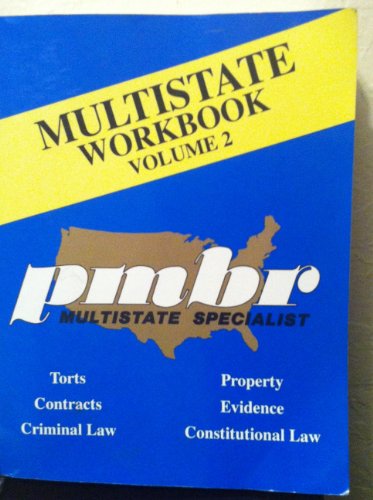 MULTISTATE
WORKBOOK
VOLUME 2
pmbr
MULTISTATE SPECIALIST
Torts
Contracts
Criminal Law
Property
Evidence
Constitutional Law